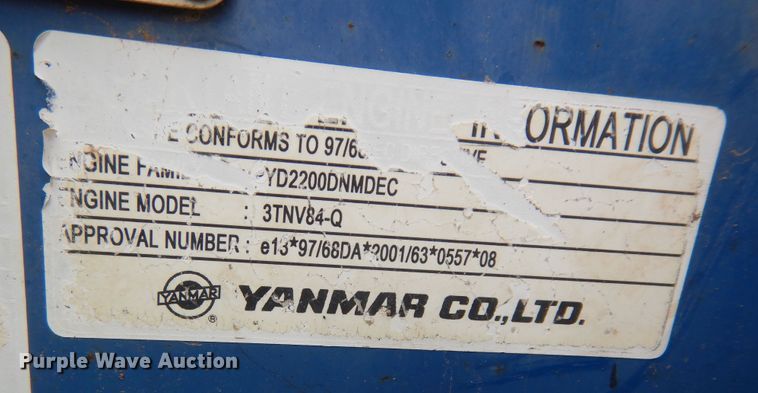 ORMATION
E CONFORMS TO 97/68
ENGINE FAMI YD2200DNMDEC
ENGINE MODEL : 3TNV84-Q
APPROVAL NUMBER : e13*97/68DA*2001/63*0557*08
YANMAR
® YANMAR CO.,LTD.
Purple Wave Auction